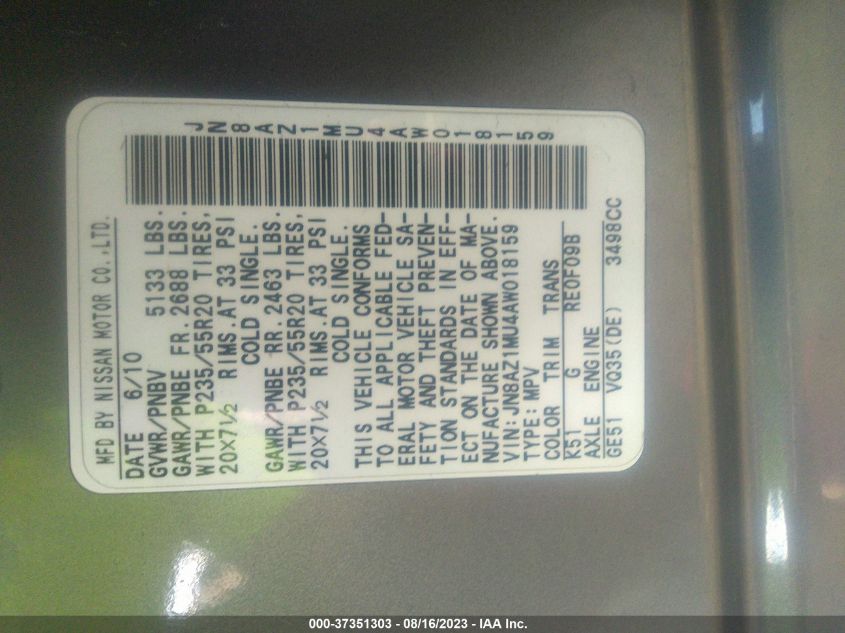 JN8AZ1MU4AW018159
MFD BY NISSAN MOTOR CO.,LTD.
DATE 6/10
GVWR/PNBV 5133 LBS.
GAWR/PNBE FR. 2688 LBS.
WITH P235/55R20 TIRES,
20X7½ RIMS.AT 33 PSI
COLD SINGLE.
GAWR/PNBE RR. 2463 LBS.
WITH P235/55R20 TIRES,
20X7½ RIMS AT 33 PSI
COLD SINGLE.
THIS VEHICLE CONFORMS
TO ALL APPLICABLE FED-
ERAL MOTOR VEHICLE SA-
FETY AND THEFT PREVEN-
TION STANDARDS IN EFF-
ECT ON THE DATE OF MA-
NUFACTURE SHOWN ABOVE.
VIN:JN8AZ1MU4AW018159
TYPE: MPV
COLOR TRIM TRANS
K51 G RE0F09B
AXLE ENGINE
GE51 VQ35(DE) 3498CC
000-37351303 - 08/16/2023 - IAA Inc.